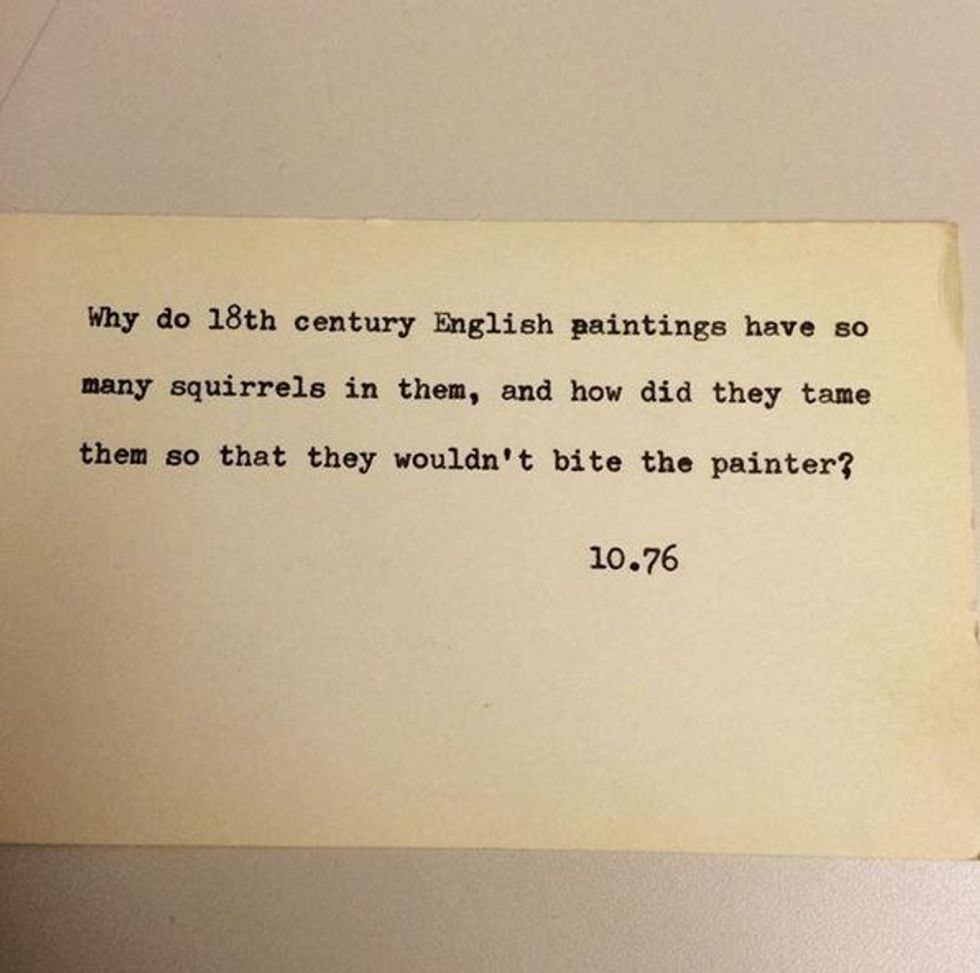 Why do 18th century English paintings have so
many squirrels in them, and how did they tame
them so that they wouldn't bite the painter?
10.76